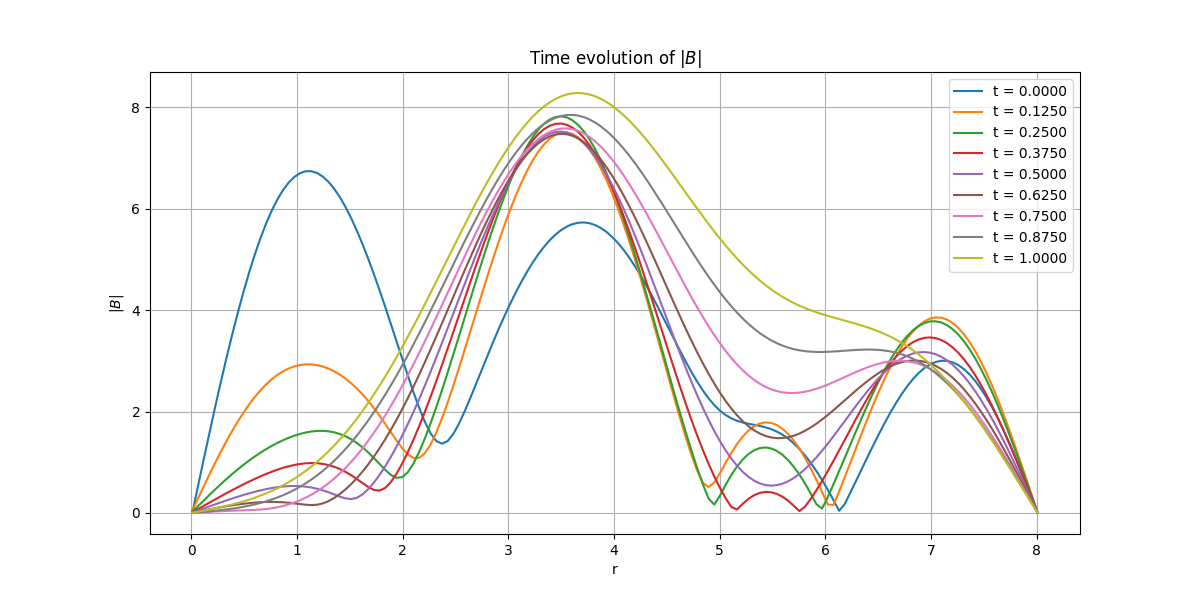 Time evolution of |B|
|B|
8
6
4
2
0
t = 0.0000
t = 0.1250
t = 0.2500
t = 0.3750
t = 0.5000
t = 0.6250
t = 0.7500
t = 0.8750
t = 1.0000
0 1 2 3 4 5 6 7 8
r